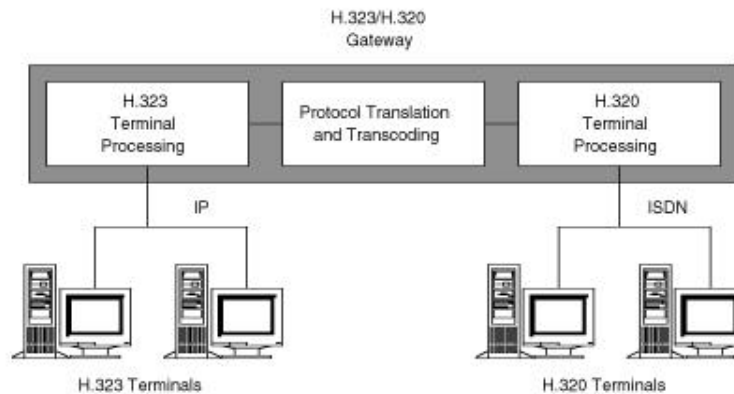 H.323/H.320
Gateway
H.323
Terminal
Processing
Protocol Translation
and Transcoding
H.320
Terminal
Processing
IP
ISDN
H.323 Terminals
H.320 Terminals